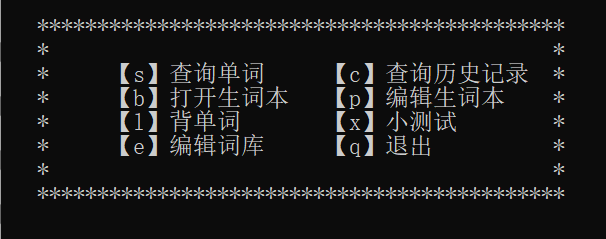 ********************************************
* *
* 【s】查询单词 【c】查询历史记录 *
* 【b】打开生词本 【p】编辑生词本 *
* 【l】背单词 【x】小测试 *
* 【e】编辑词库 【q】退出 *
* *
********************************************